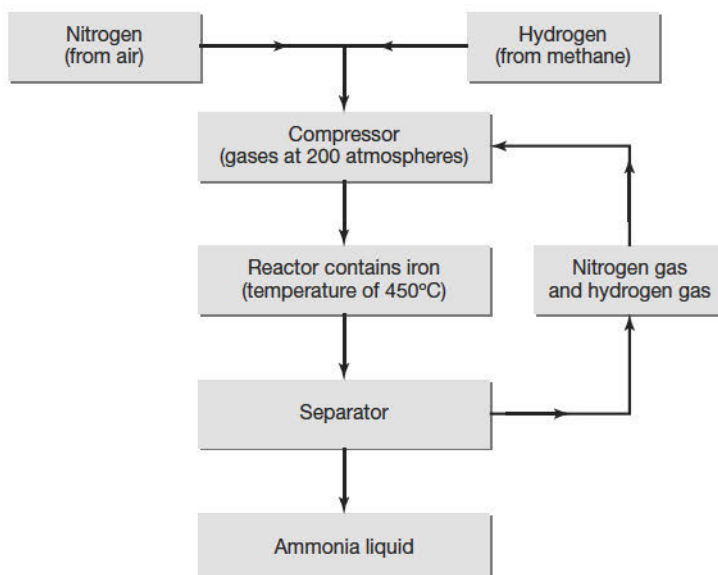 Nitrogen
(from air)
Hydrogen
(from methane)
Compressor
(gases at 200 atmospheres)
Reactor contains iron
(temperature of 450ºC)
Nitrogen gas
and hydrogen gas
Separator
Ammonia liquid